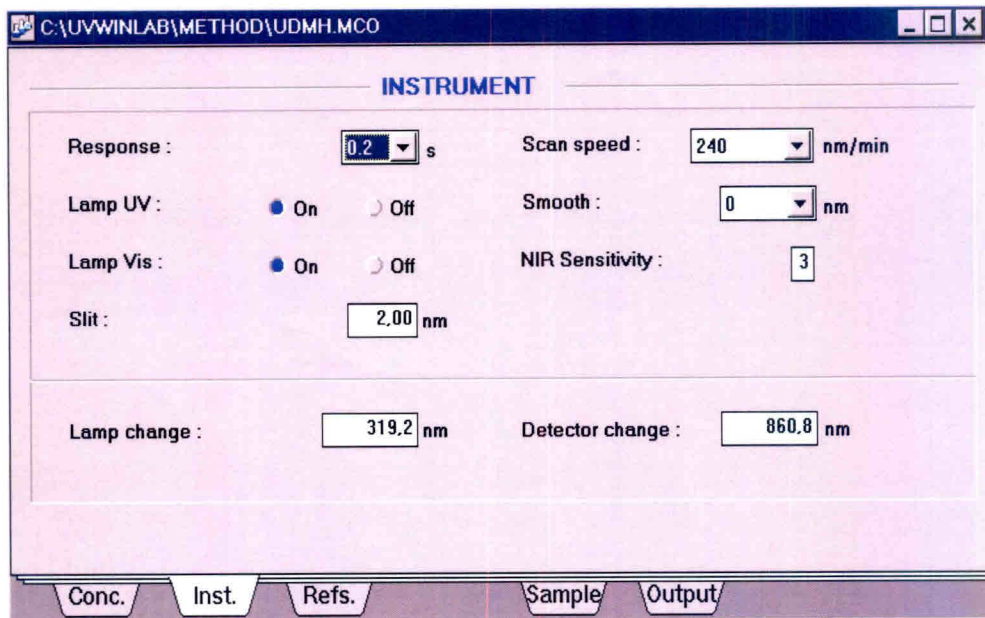 C:\UVWINLAB\METHOD\UDMH.MCO
INSTRUMENT
Response : 0.2 s Scan speed : 240 nm/min
Lamp UV : On Off Smooth : 0 nm
Lamp Vis : On Off NIR Sensitivity : 3
Slit : 2,00 nm
Lamp change : 319,2 nm Detector change : 860,8 nm
Conc. Inst. Refs. Sample Output